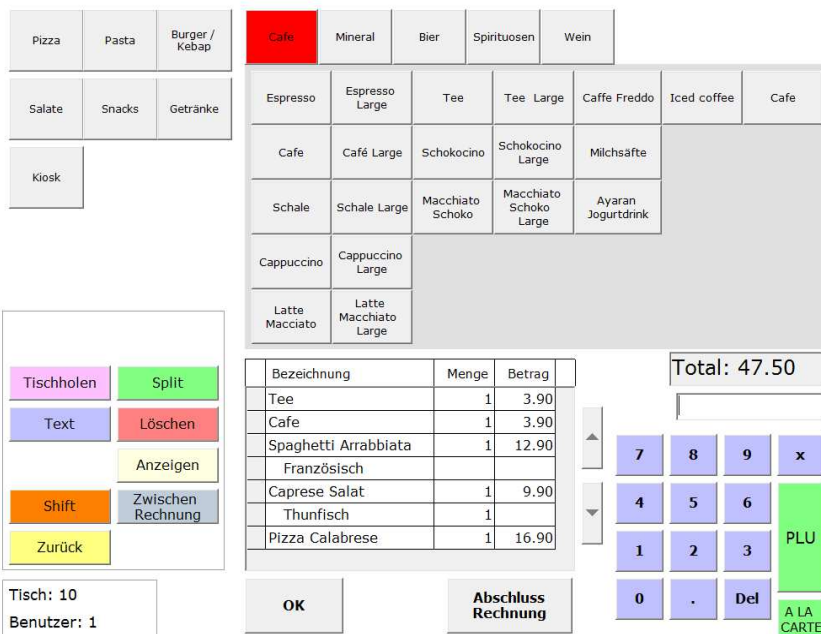 Pizza
Pasta
Burger /
Kebap
Salate
Snacks
Getränke
Kiosk
Cafe
Mineral
Bier
Spirituosen
Wein
Espresso
Espresso
Large
Tee
Tee Large
Caffe Freddo
Iced coffee
Cafe
Cafe
Café Large
Schokocino
Schokocino
Large
Milchsäfte
Schale
Schale Large
Macchiato
Schoko
Macchiato
Schoko
Large
Ayaran
Jogurtdrink
Cappuccino
Cappuccino
Large
Latte
Macciato
Latte
Macchiato
Large
Tischholen
Split
Text
Löschen
Anzeigen
Shift
Zwischen
Rechnung
Zurück
Tisch: 10
Benutzer: 1
Bezeichnung Menge Betrag
Tee 1 3.90
Cafe 1 3.90
Spaghetti Arrabbiata 1 12.90
Französisch
Caprese Salat 1 9.90
Thunfisch 1
Pizza Calabrese 1 16.90
OK
Abschluss
Rechnung
Total: 47.50
7 8 9 x
4 5 6
PLU
1 2 3
0 . Del
A LA
CARTE